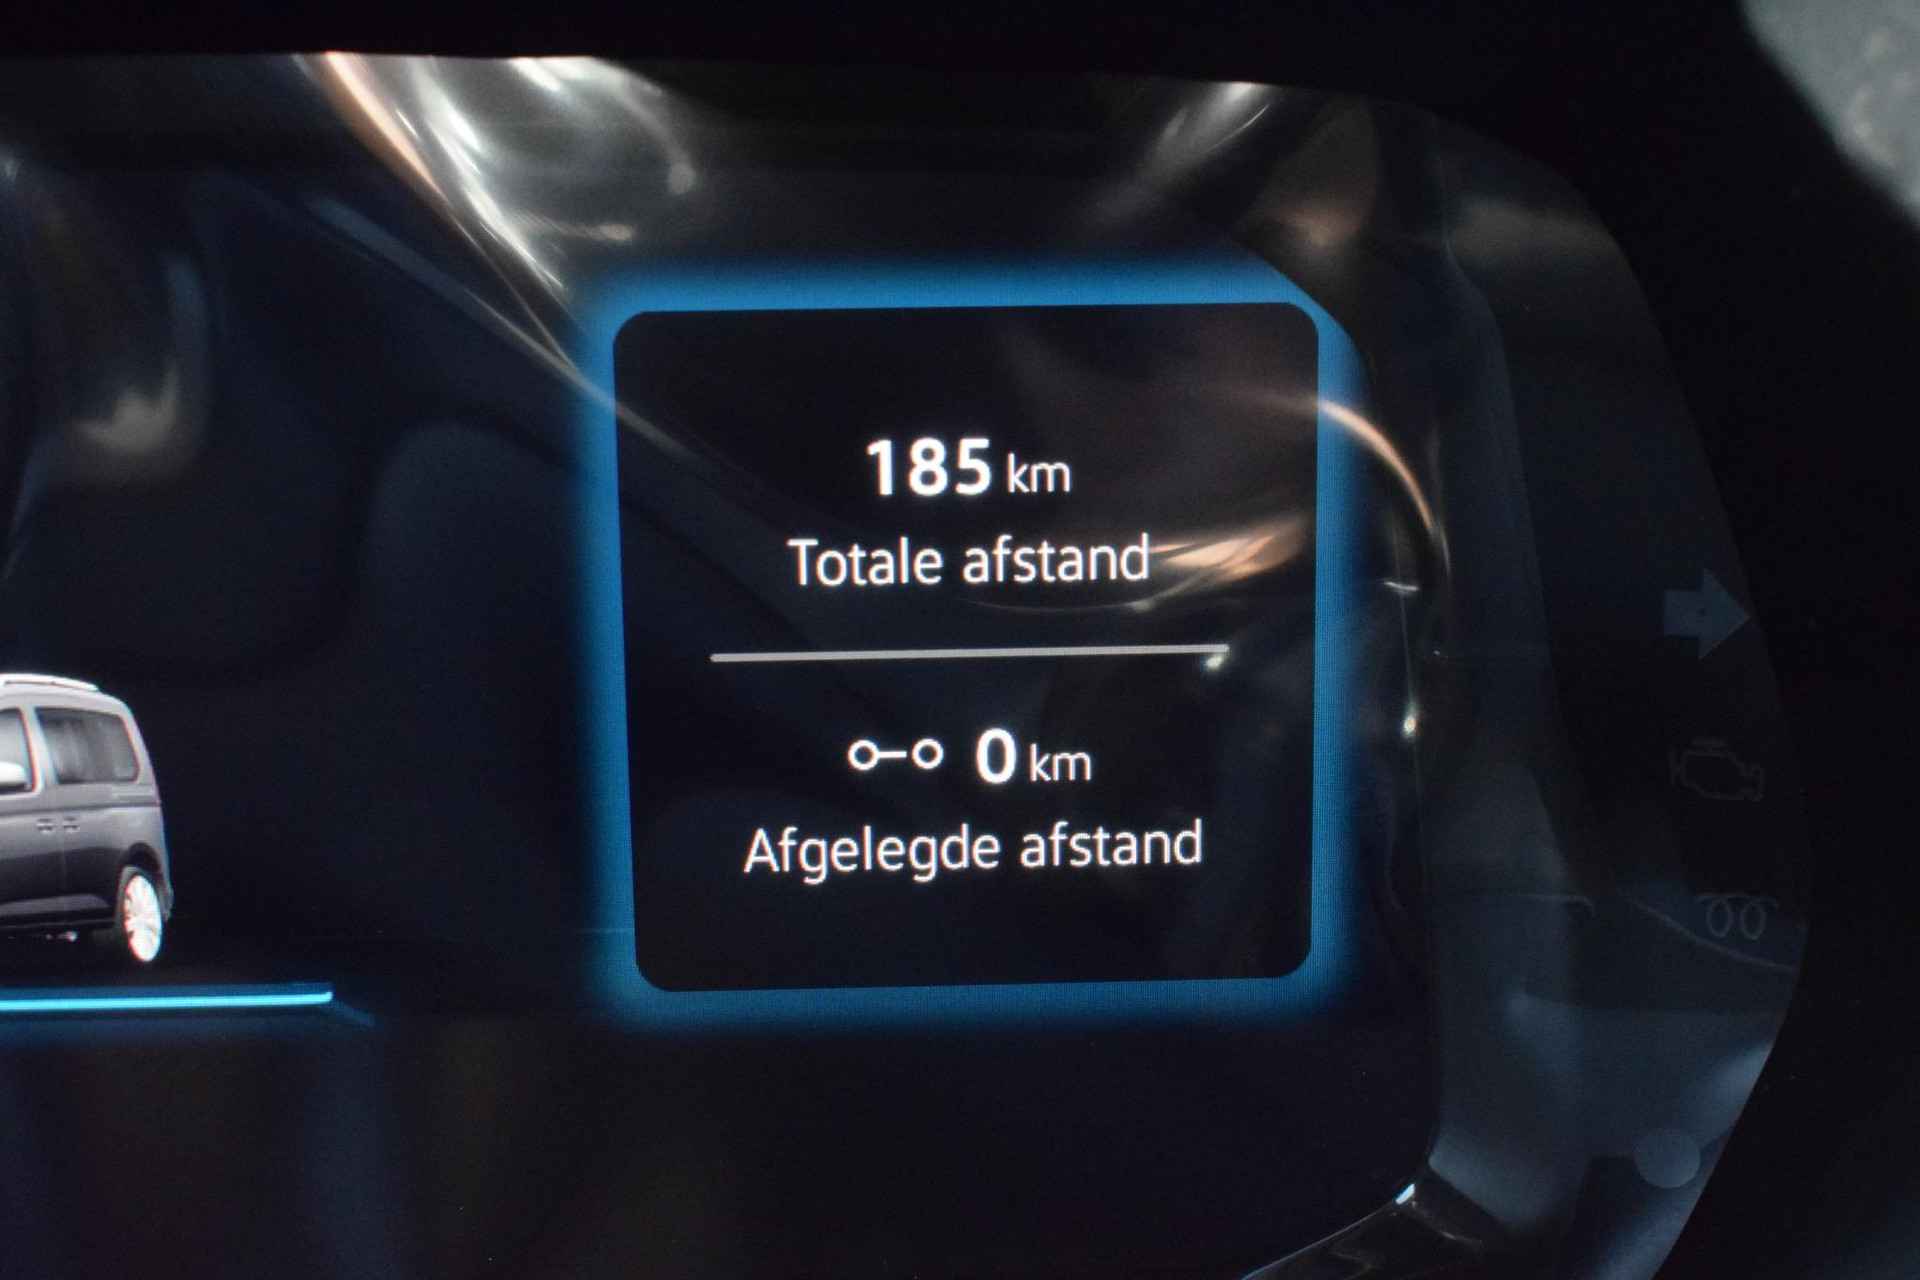 185 km
Totale afstand
0 km
Afgelegde afstand